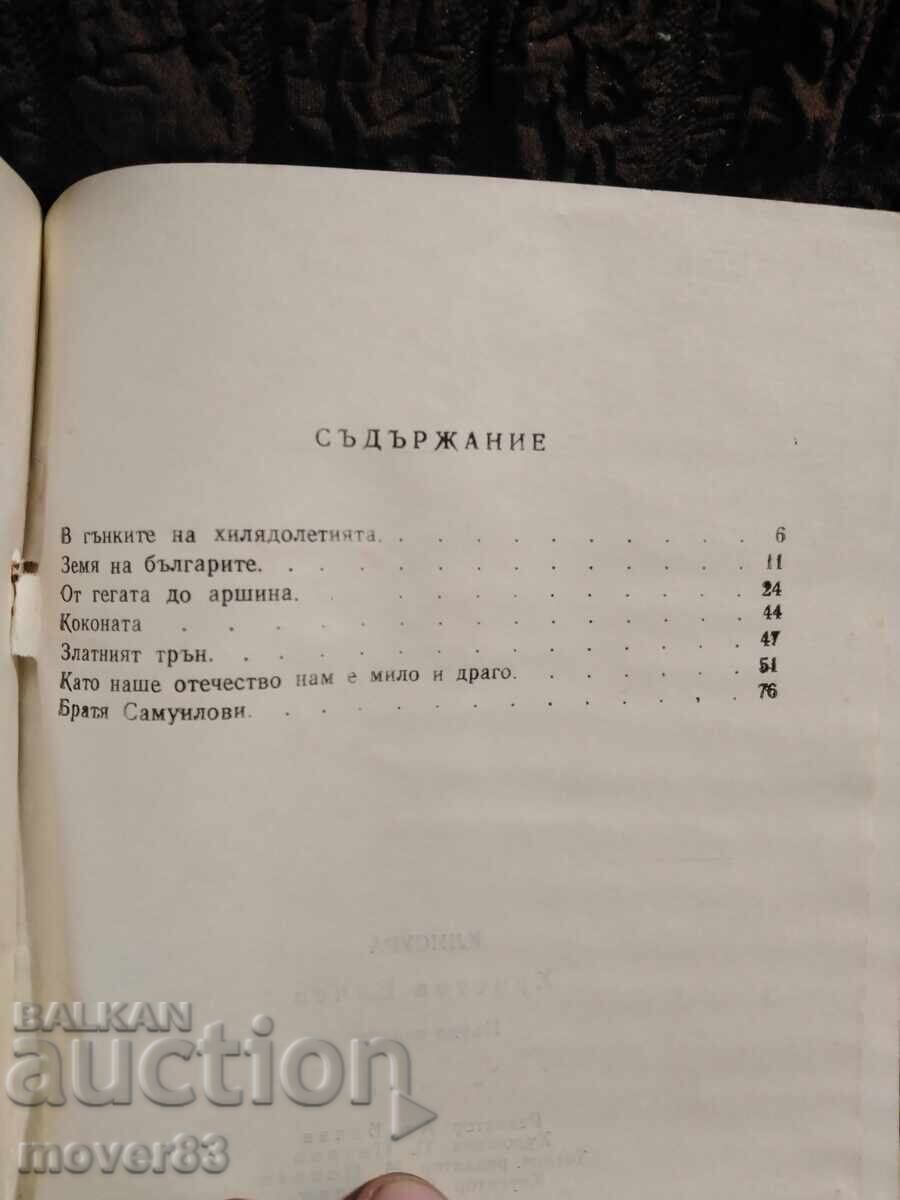 СЪДЪРЖАНИЕ
В гънките на хилядолетията. . . . . . . . . . . . 6
Земя на българите. . . . . . . . . . . . . . . 11
От гегата до аршина. . . . . . . . . . . . . . 24
Коконата . . . . . . . . . . . . . . . . 44
Златният трън. . . . . . . . . . . . . . . . 47
Като наше отечество нам е мило и драго. . . . . . . . 51
Братя Самуилови. . . . . . . . . . . . . . . 76
КЛИСУРА
BALKAN
auction
mover83